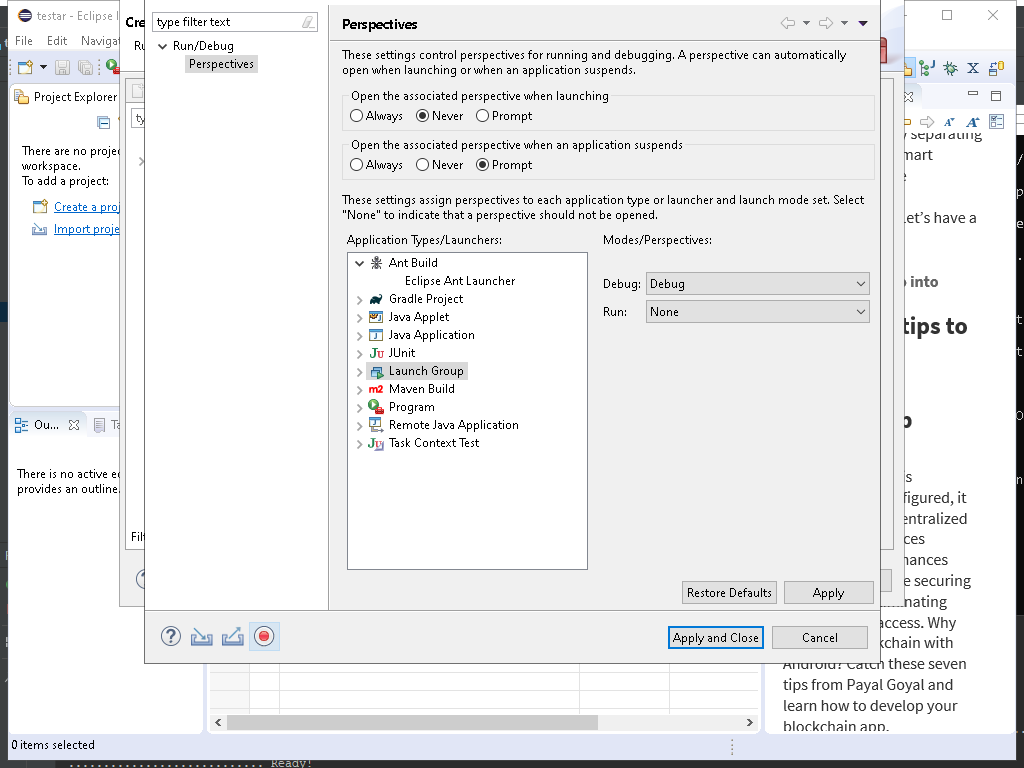 testar - Eclipse I
File Edit Navigat
Project Explorer
There are no proje
workspace.
To add a project:
Create a proj
Import proje
Ou...
Ta
There is no active ed
provides an outline.
0 items selected
Cre
Ru
ty
Filt
type filter text
Run/Debug
Perspectives
Perspectives
These settings control perspectives for running and debugging. A perspective can automatically
open when launching or when an application suspends.
Open the associated perspective when launching
Always Never Prompt
Open the associated perspective when an application suspends
Always Never Prompt
These settings assign perspectives to each application type or launcher and launch mode set. Select
"None" to indicate that a perspective should not be opened.
Application Types/Launchers:
Modes/Perspectives:
Ant Build
Eclipse Ant Launcher
Gradle Project
Java Applet
Java Application
JUnit
Launch Group
Maven Build
Program
Remote Java Application
Task Context Test
Debug: Debug
Run: None
Restore Defaults Apply
Apply and Close Cancel
separating
mart
e
Let's have a
into
tips to
p
s
figured, it
entralized
ces
hances
e securing
inating
access. Why
kchain with
Android? Catch these seven
tips from Payal Goyal and
learn how to develop your
blockchain app.
Ready!